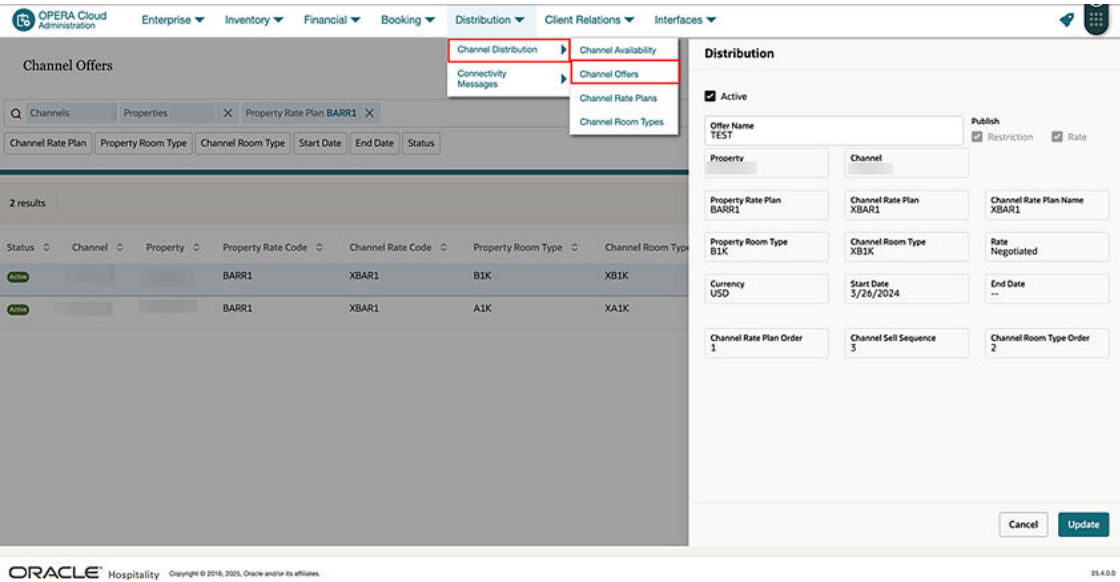 OPERA Cloud
Administration
Enterprise Inventory Financial Booking Distribution Client Relations Interfaces
Channel Distribution
Connectivity
Messages
Channel Availability
Channel Offers
Channel Rate Plans
Channel Room Types
Channel Offers
Channels Properties X Property Rate Plan BARR1 X
Channel Rate Plan Property Room Type Channel Room Type Start Date End Date Status
2 results
Status Channel Property Property Rate Code Channel Rate Code Property Room Type Channel Room Type
Active BARR1 XBAR1 B1K XB1K
Active BARR1 XBAR1 A1K XA1K
Distribution
Active
Offer Name
TEST
Publish
Restriction Rate
Property Channel
Property Rate Plan Channel Rate Plan Channel Rate Plan Name
BARR1 XBAR1 XBAR1
Property Room Type Channel Room Type Rate
B1K XB1K Negotiated
Currency Start Date End Date
USD 3/26/2024 --
Channel Rate Plan Order Channel Sell Sequence Channel Room Type Order
1 3 2
Cancel Update
ORACLE Hospitality Copyright © 2016, 2025, Oracle and/or its affiliates.
25.4.0.0